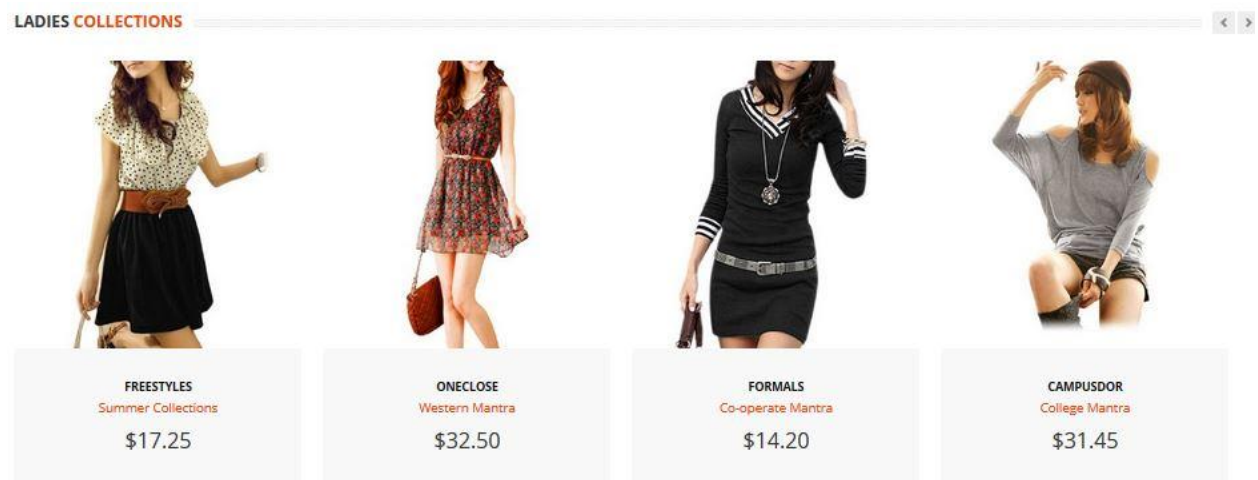 LADIES COLLECTIONS
FREESTYLES
Summer Collections
$17.25
ONECLOSE
Western Mantra
$32.50
FORMALS
Co-operate Mantra
$14.20
CAMPUSDOR
College Mantra
$31.45